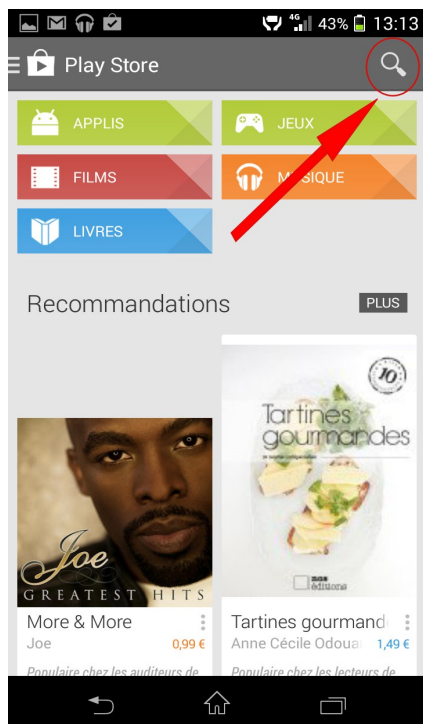 4G 43% 13:13
Play Store
APPLIS
JEUX
FILMS
MUSIQUE
LIVRES
Recommandations
PLUS
10
Tartines
gourmandes
mes
éditions
Joe
GREATEST HITS
More & More
Joe
0,99 €
Tartines gourmand
Anne Cécile Odoua
1,49 €
Populaire chez les auditeurs de
Populaire chez les lecteurs de